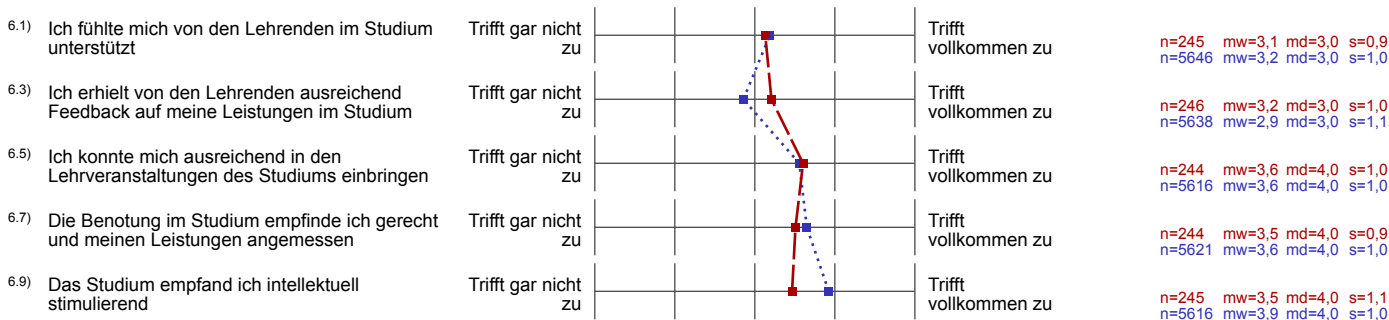 6.1) Ich fühlte mich von den Lehrenden im Studium unterstützt
Trifft gar nicht zu
Trifft vollkommen zu
n=245 mw=3,1 md=3,0 s=0,9
n=5646 mw=3,2 md=3,0 s=1,0
6.3) Ich erhielt von den Lehrenden ausreichend Feedback auf meine Leistungen im Studium
Trifft gar nicht zu
Trifft vollkommen zu
n=246 mw=3,2 md=3,0 s=1,0
n=5638 mw=2,9 md=3,0 s=1,1
6.5) Ich konnte mich ausreichend in den Lehrveranstaltungen des Studiums einbringen
Trifft gar nicht zu
Trifft vollkommen zu
n=244 mw=3,6 md=4,0 s=1,0
n=5616 mw=3,6 md=4,0 s=1,0
6.7) Die Benotung im Studium empfinde ich gerecht und meinen Leistungen angemessen
Trifft gar nicht zu
Trifft vollkommen zu
n=244 mw=3,5 md=4,0 s=0,9
n=5621 mw=3,6 md=4,0 s=1,0
6.9) Das Studium empfand ich intellektuell stimulierend
Trifft gar nicht zu
Trifft vollkommen zu
n=245 mw=3,5 md=4,0 s=1,1
n=5616 mw=3,9 md=4,0 s=1,0